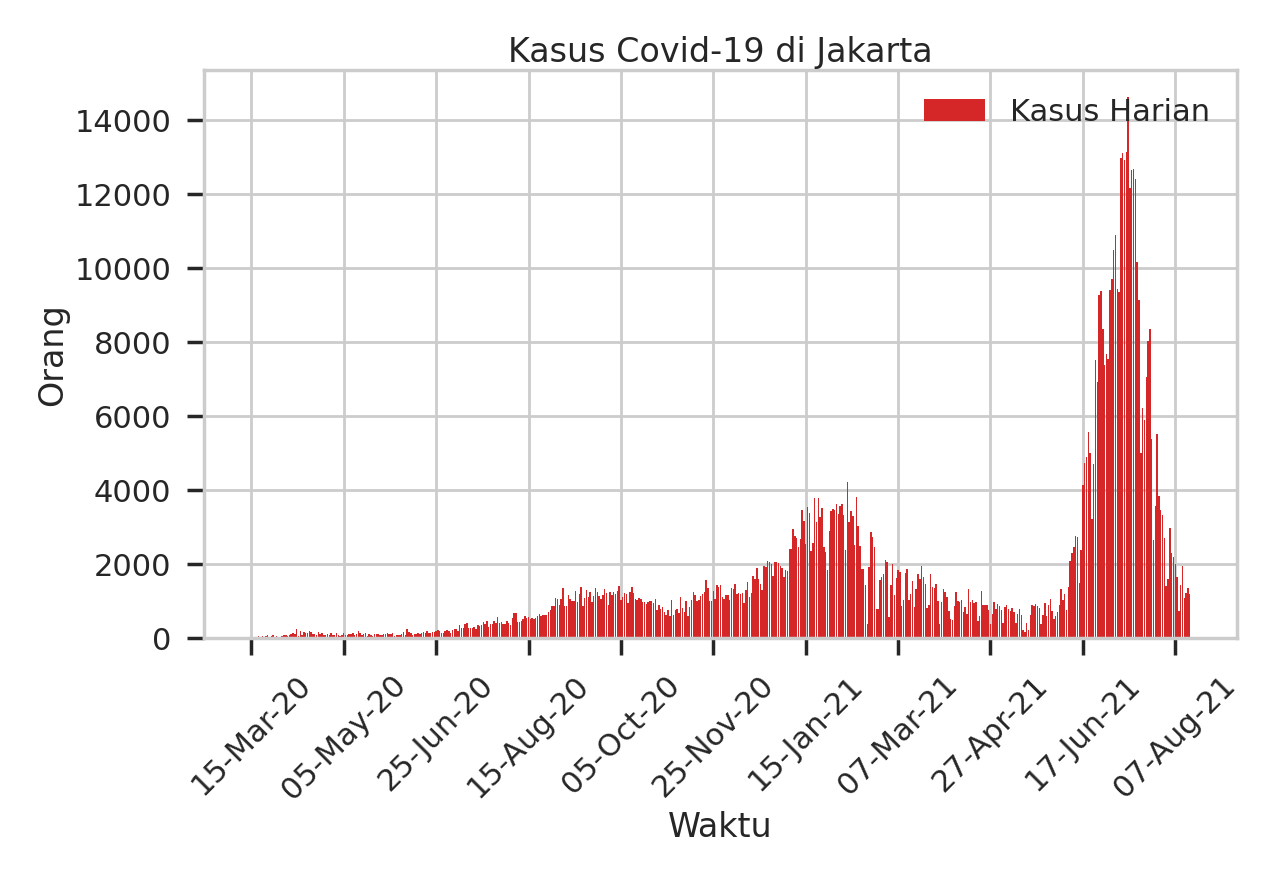 Kasus Covid-19 di Jakarta
Kasus Harian
Orang
14000
12000
10000
8000
6000
4000
2000
0
15-Mar-20
05-May-20
25-Jun-20
15-Aug-20
05-Oct-20
25-Nov-20
15-Jan-21
07-Mar-21
27-Apr-21
17-Jun-21
07-Aug-21
Waktu